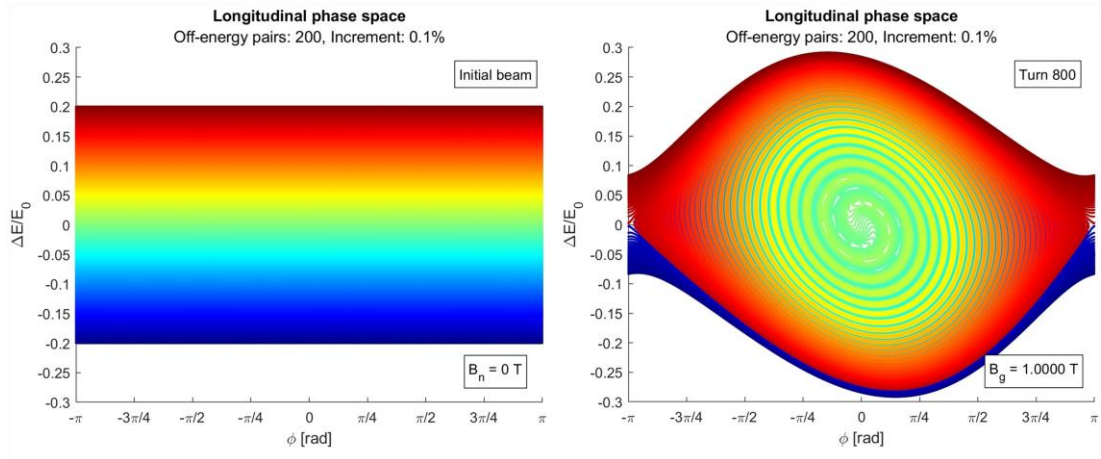 Longitudinal phase space
Off-energy pairs: 200, Increment: 0.1%
Initial beam
0.3
0.25
0.2
0.15
0.1
0.05
0
-0.05
-0.1
-0.15
-0.2
-0.25
-0.3
ΔE/E0
Bn = 0 T
-π -3π/4 -π/2 -π/4 0 π/4 π/2 3π/4 π
ϕ [rad]
Longitudinal phase space
Off-energy pairs: 200, Increment: 0.1%
Turn 800
0.3
0.25
0.2
0.15
0.1
0.05
0
-0.05
-0.1
-0.15
-0.2
-0.25
-0.3
ΔE/E0
Bg = 1.0000 T
-π -3π/4 -π/2 -π/4 0 π/4 π/2 3π/4 π
ϕ [rad]